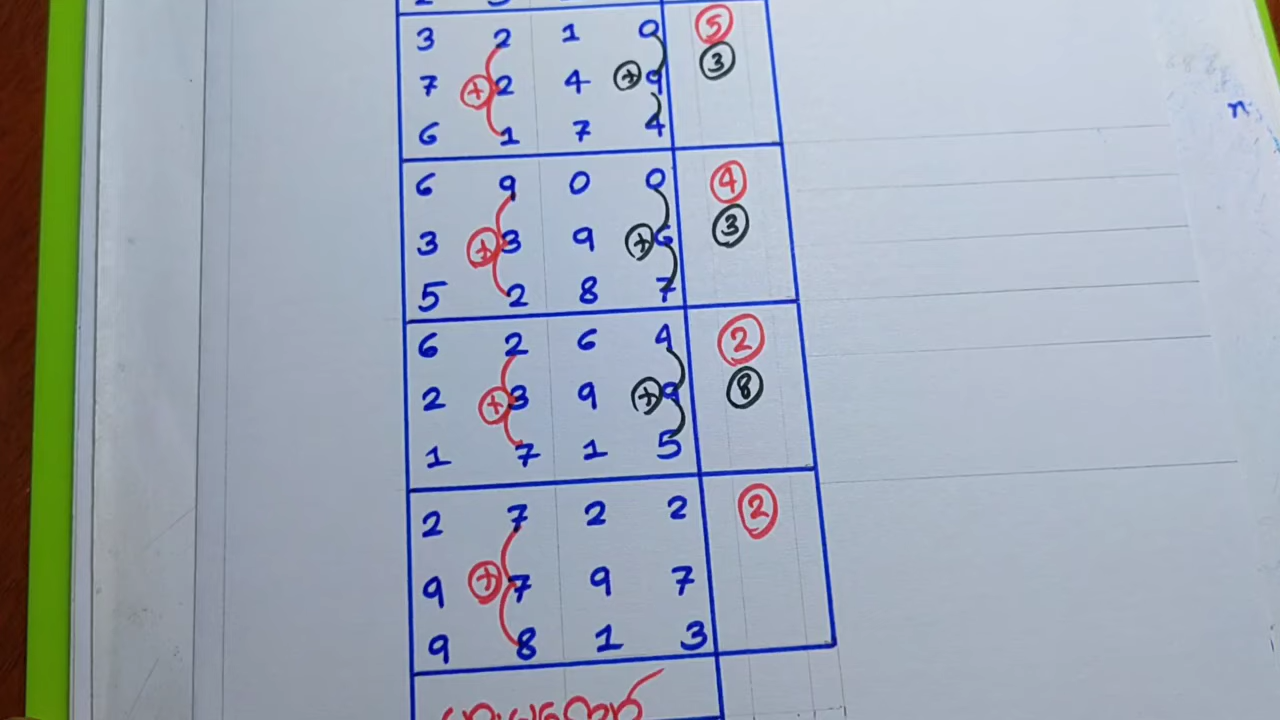 3 2 1 0 ⑤
③
7 ⊕ 2 4 ⊕ 9
6 1 7 4
6 9 0 0 ④
3 ⊕ 3 9 ⊕ 6 ③
5 2 8 7
6 2 6 4 ②
2 ⊕ 3 9 ⊕ 9 ⑧
1 7 1 5
2 7 2 2 ②
9 ⊕ 7 9 7
9 8 1 3
n